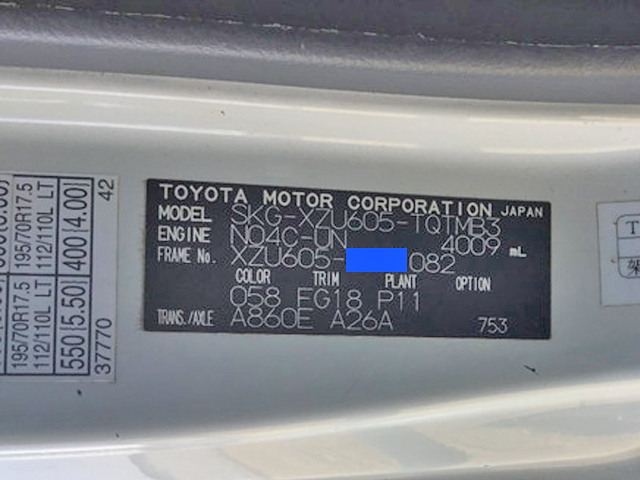 TOYOTA MOTOR CORPORATION JAPAN
MODEL SKG-XZU605-TQTMB3
ENGINE N04C-UN 4009 mL
FRAME No. XZU605- 082
COLOR TRIM PLANT OPTION
058 FG18 P11
TRANS./AXLE A860E A26A 753
195/70R17.5 195/70R17.5
112/110L LT 112/110L LT
550 [5.50] 400 [4.00]
37770 42
T